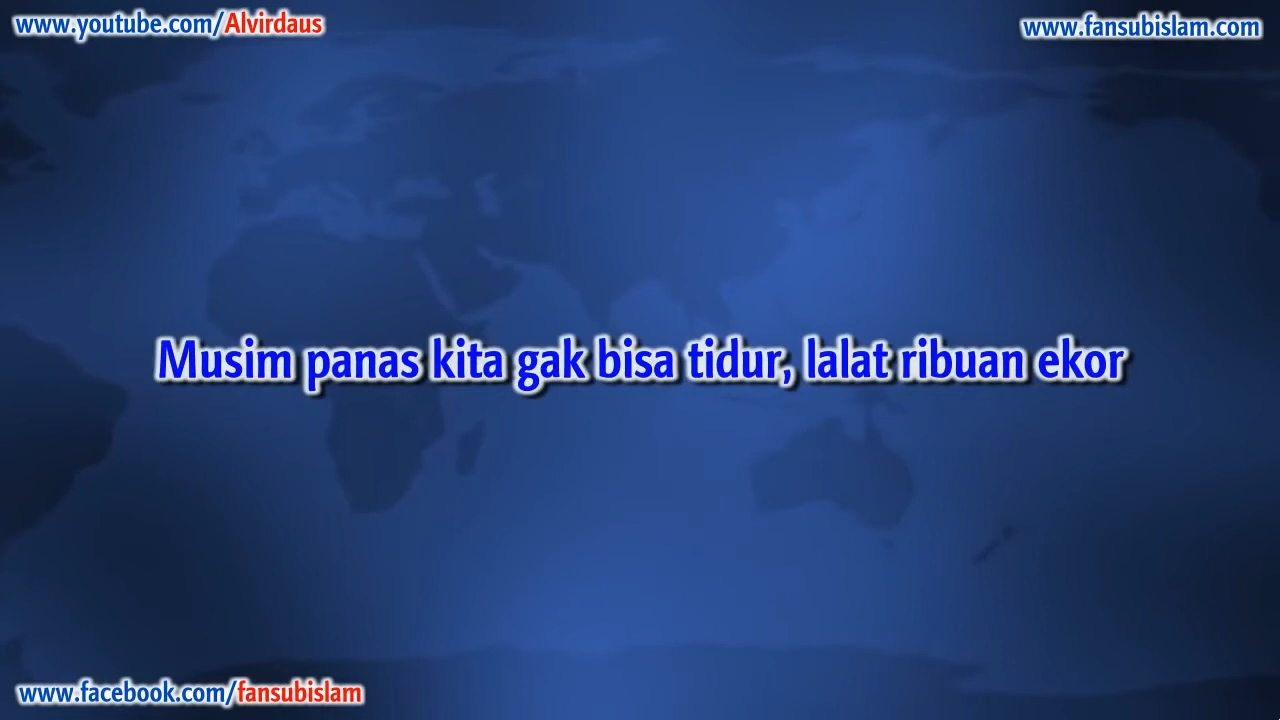 www.youtube.com/Alvirdaus
www.fansubislam.com
Musim panas kita gak bisa tidur, lalat ribuan ekor
www.facebook.com/fansubislam